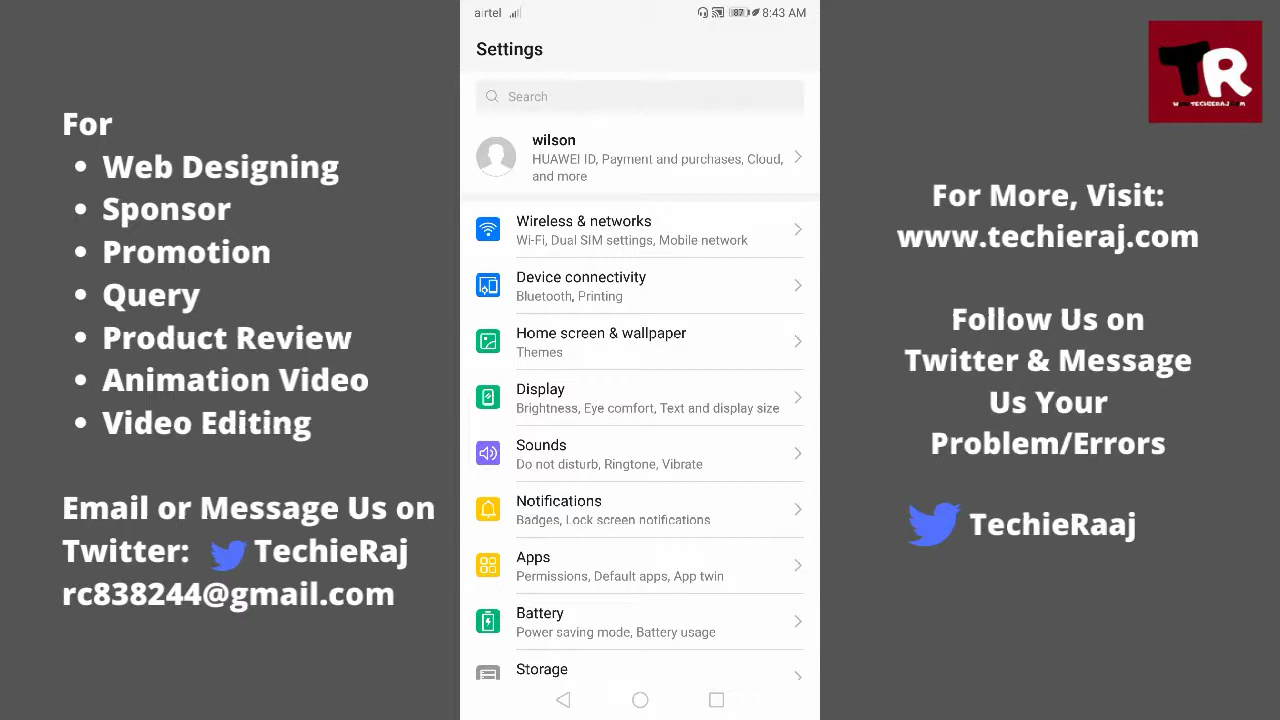 For
• Web Designing
• Sponsor
• Promotion
• Query
• Product Review
• Animation Video
• Video Editing
Email or Message Us on
Twitter: TechieRaj
rc838244@gmail.com
airtel 87 8:43 AM
Settings
Search
wilson
HUAWEI ID, Payment and purchases, Cloud,
and more
Wireless & networks
Wi-Fi, Dual SIM settings, Mobile network
Device connectivity
Bluetooth, Printing
Home screen & wallpaper
Themes
Display
Brightness, Eye comfort, Text and display size
Sounds
Do not disturb, Ringtone, Vibrate
Notifications
Badges, Lock screen notifications
Apps
Permissions, Default apps, App twin
Battery
Power saving mode, Battery usage
Storage
TR
WWW.TECHIERAJ.COM
For More, Visit:
www.techieraj.com
Follow Us on
Twitter & Message
Us Your
Problem/Errors
TechieRaaj